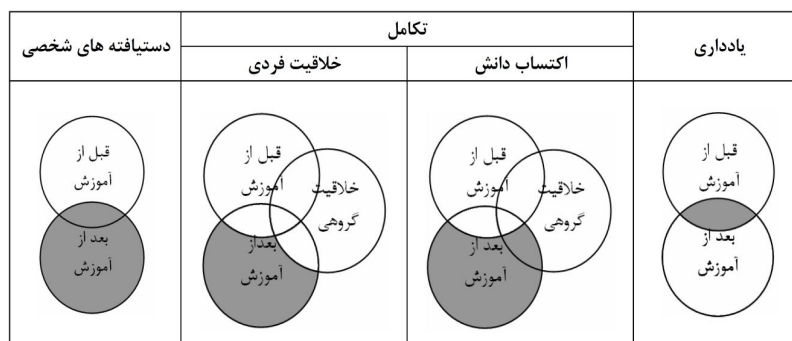 یادداری
تکامل
دستیافته های شخصی
اکتساب دانش
خلاقیت فردی
قبل از
آموزش
بعد از
آموزش
قبل از
آموزش
خلاقیت
گروهی
بعد از
آموزش
قبل از
آموزش
خلاقیت
گروهی
بعداز
آموزش
قبل از
آموزش
بعد از
آموزش